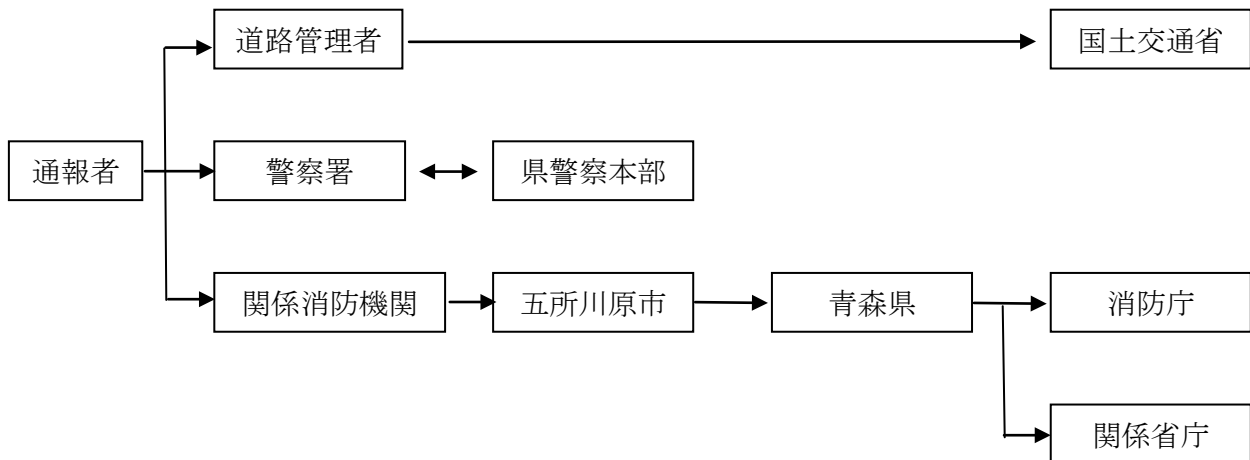 道路管理者
国土交通省
通報者
警察署
県警察本部
関係消防機関
五所川原市
青森県
消防庁
関係省庁